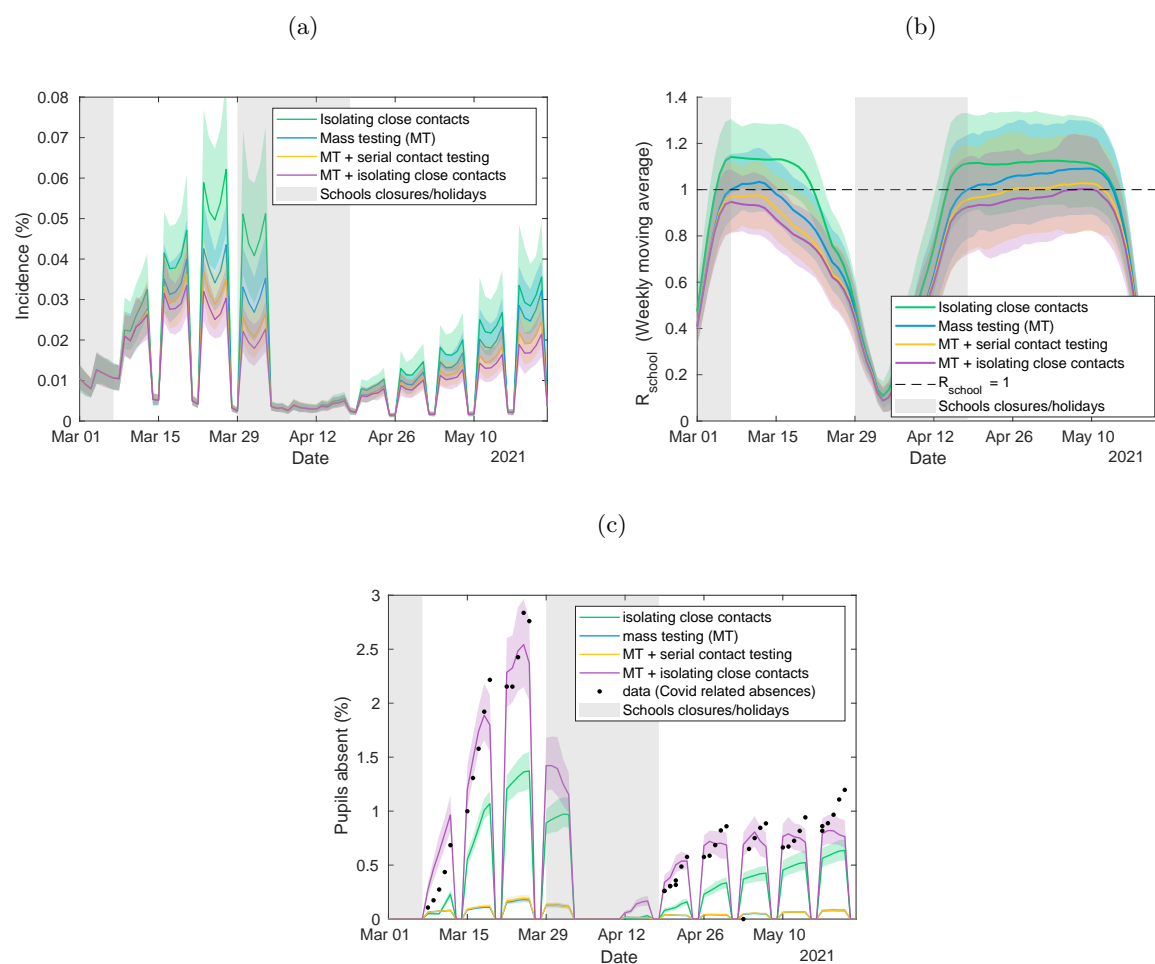 (a)
0.08
0.07
0.06
0.05
0.04
0.03
0.02
0.01
0
Incidence (%)
Isolating close contacts
Mass testing (MT)
MT + serial contact testing
MT + isolating close contacts
Schools closures/holidays
Mar 01 Mar 15 Mar 29 Apr 12 Apr 26 May 10
Date
2021
(b)
1.4
1.2
1
0.8
0.6
0.4
0.2
0
R_school (Weekly moving average)
Isolating close contacts
Mass testing (MT)
MT + serial contact testing
MT + isolating close contacts
R_school = 1
Schools closures/holidays
Mar 01 Mar 15 Mar 29 Apr 12 Apr 26 May 10
Date
2021
(c)
3
2.5
2
1.5
1
0.5
0
Pupils absent (%)
isolating close contacts
mass testing (MT)
MT + serial contact testing
MT + isolating close contacts
data (Covid related absences)
Schools closures/holidays
Mar 01 Mar 15 Mar 29 Apr 12 Apr 26 May 10
Date
2021